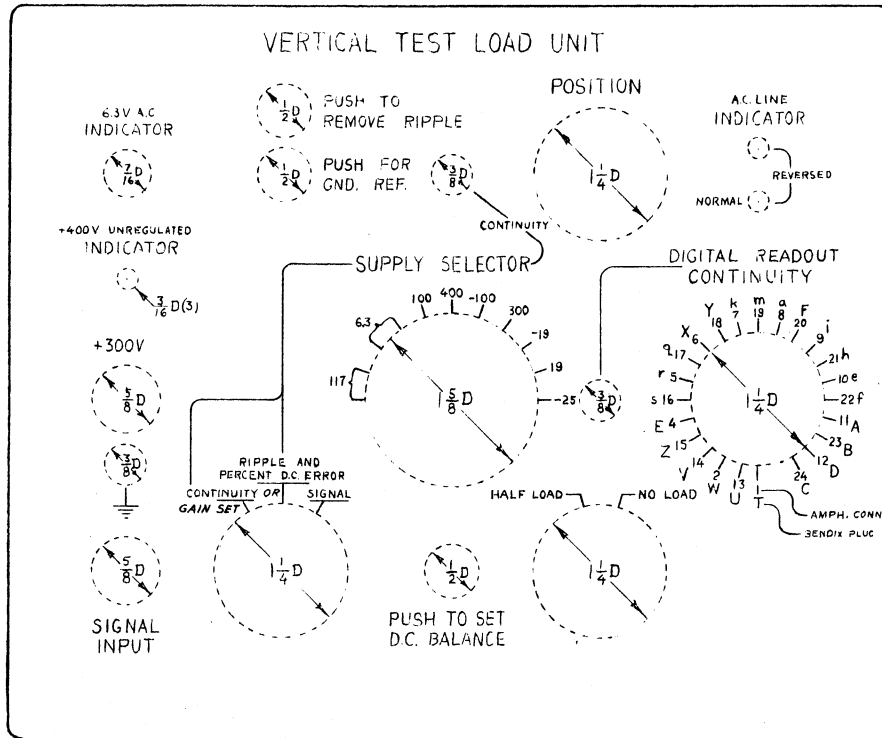 VERTICAL TEST LOAD UNIT
6.3V A.C
INDICATOR
7/16 D
1/2 D
PUSH TO
REMOVE RIPPLE
1/2 D
PUSH FOR
GND. REF.
3/8 D
CONTINUITY
POSITION
1 1/4 D
A.C. LINE
INDICATOR
REVERSED
NORMAL
+400V UNREGULATED
INDICATOR
3/16 D(3)
+300V
5/8 D
3/8 D
5/8 D
SIGNAL
INPUT
SUPPLY SELECTOR
117
6.3
100
400
-100
300
-19
19
-25
1 5/8 D
3/8 D
DIGITAL READOUT
CONTINUITY
1 1/4 D
m 19
a 8
F 20
i 9
h 21
e 10
f 22
A 11
B 23
D 12
C 24
T 1
U 13
W 2
V 14
Z 15
E 4
s 16
r 5
q 17
X 6
Y 18
k 7
AMPH. CONN
BENDIX PLUG
RIPPLE AND
PERCENT D.C. ERROR
CONTINUITY OR
GAIN SET
SIGNAL
1 1/4 D
1/2 D
PUSH TO SET
D.C. BALANCE
HALF LOAD
NO LOAD
1 1/4 D